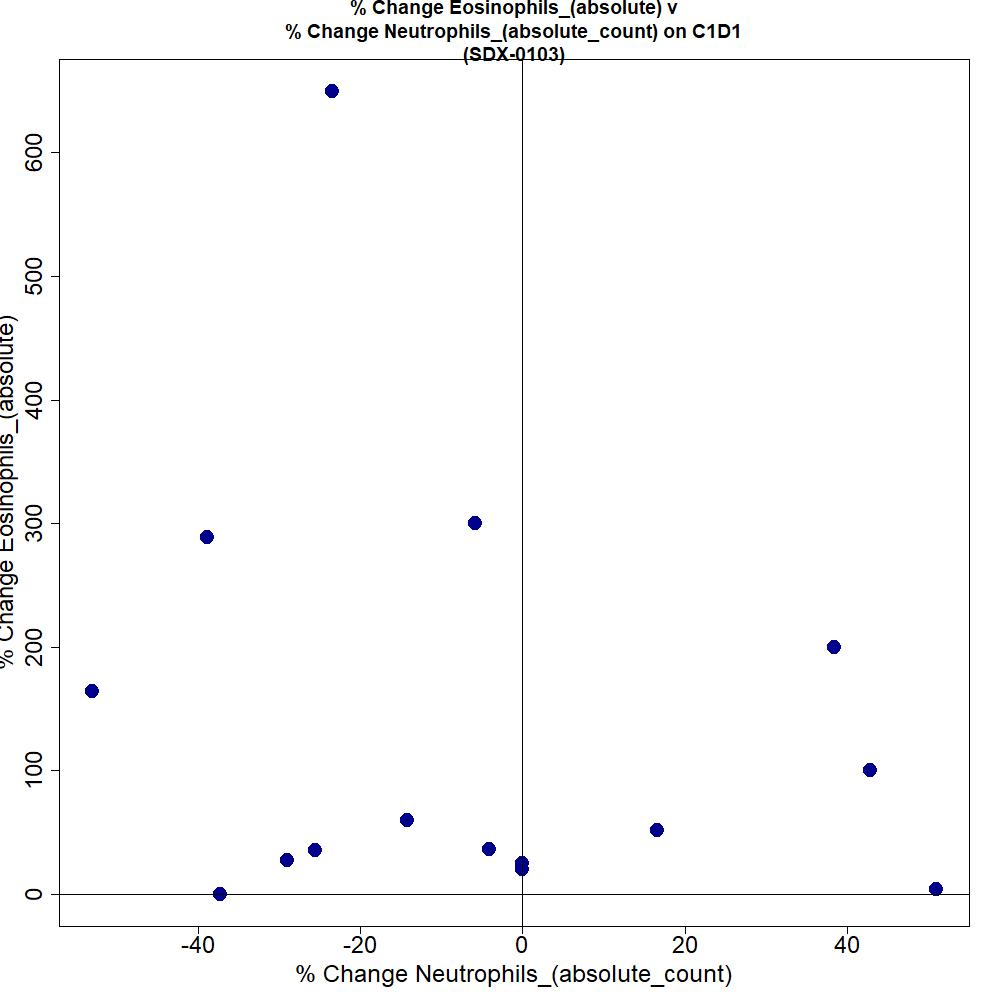 % Change Eosinophils_(absolute) v
% Change Neutrophils_(absolute_count) on C1D1
(SDX-0103)
% Change Eosinophils_(absolute)
600
500
400
300
200
100
0
-40
-20
0
20
40
% Change Neutrophils_(absolute_count)